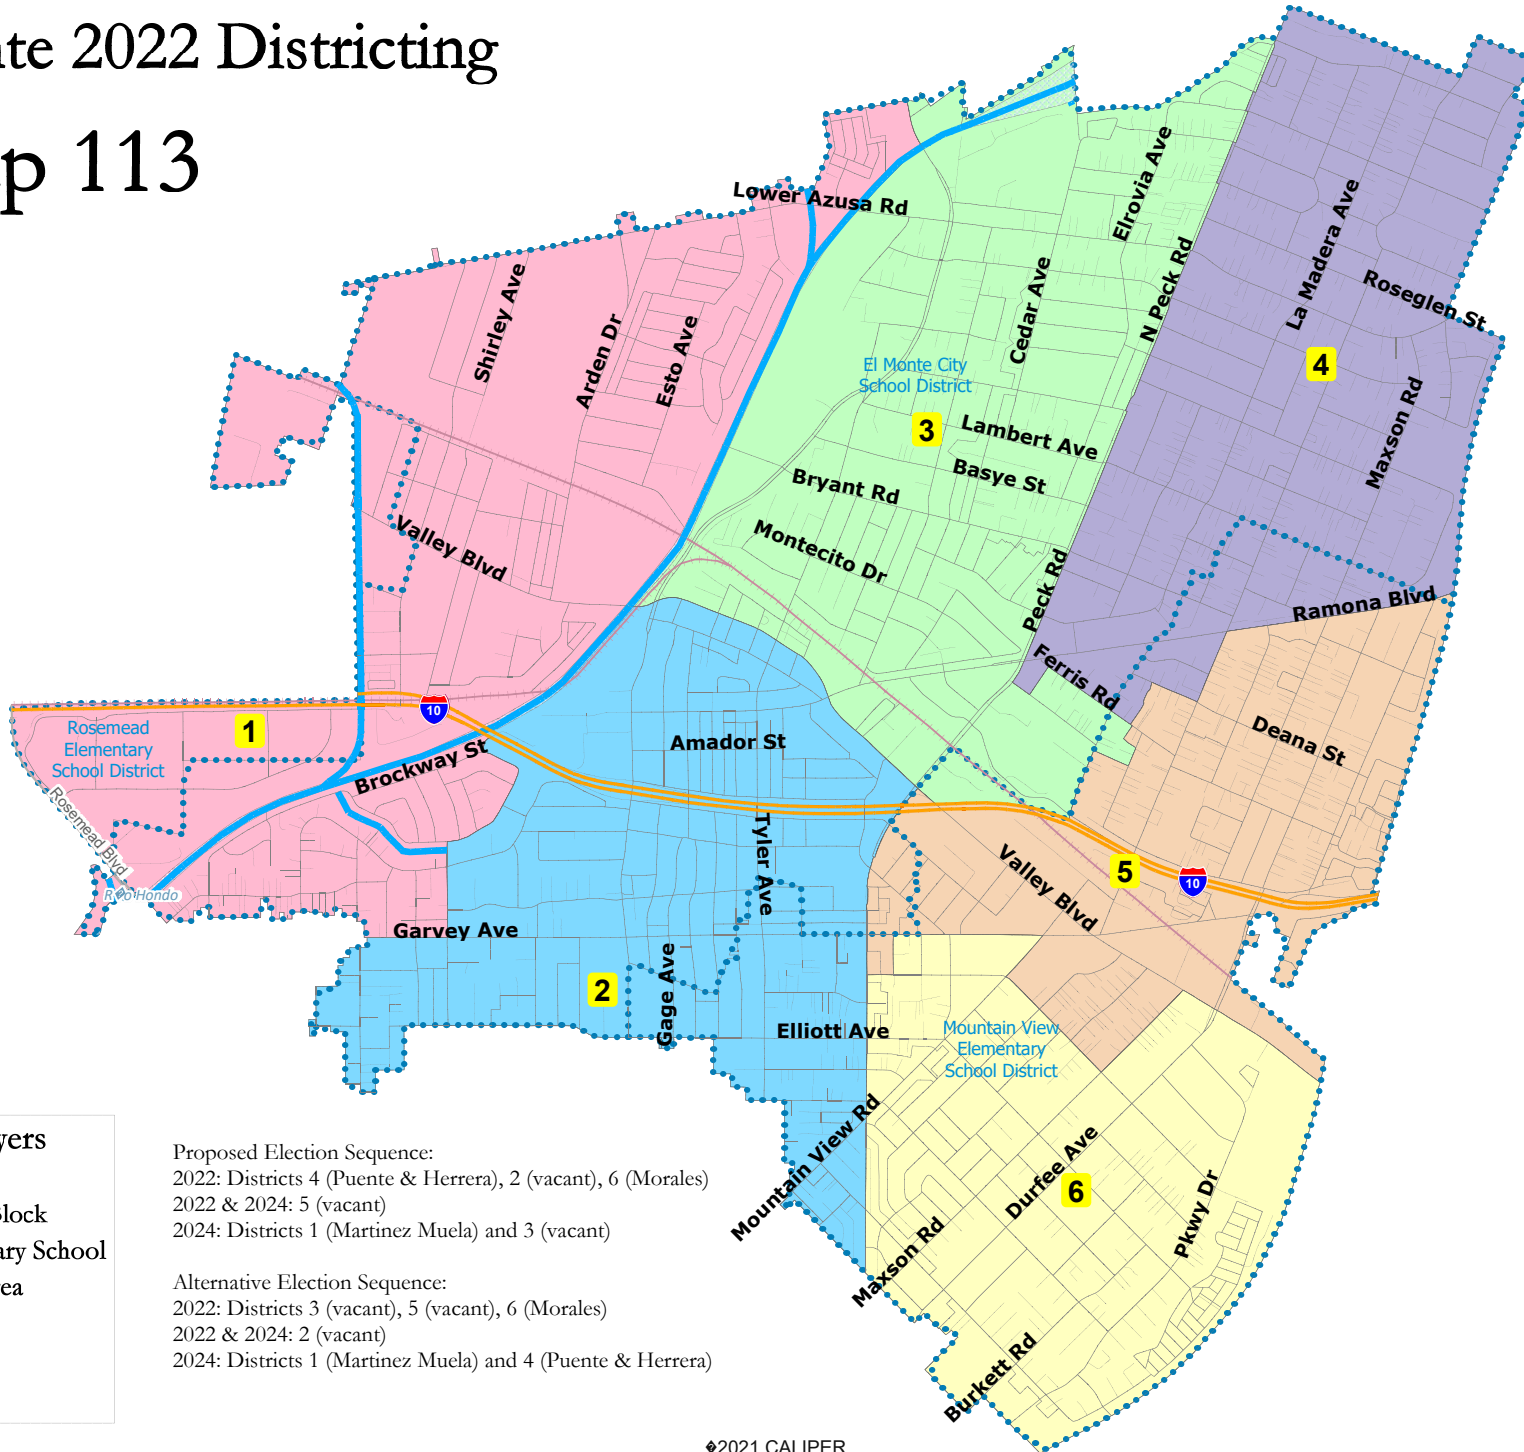 te 2022 Districting
p 113
Lower Azusa Rd
Elrovia Ave
La Madera Ave
N Peck Rd
Cedar Ave
Shirley Ave
Roseglen St
Arden Dr
Esto Ave
El Monte City
School District
4
3
Maxson Rd
Lambert Ave
Basye St
Bryant Rd
Valley Blvd
Montecito Dr
Peck Rd
Ramona Blvd
Ferris Rd
10
1
Rosemead
Elementary
School District
Deana St
Amador St
Brockway St
Rosemead Blvd
Tyler Ave
Valley Blvd
5
10
R�o Hondo
Garvey Ave
2
Gage Ave
Elliott Ave
Mountain View
Elementary
School District
Mountain View Rd
Durfee Ave
6
Pkwy Dr
Maxson Rd
Burkett Rd
yers
Block
ary School
rea
Proposed Election Sequence:
2022: Districts 4 (Puente & Herrera), 2 (vacant), 6 (Morales)
2022 & 2024: 5 (vacant)
2024: Districts 1 (Martinez Muela) and 3 (vacant)
Alternative Election Sequence:
2022: Districts 3 (vacant), 5 (vacant), 6 (Morales)
2022 & 2024: 2 (vacant)
2024: Districts 1 (Martinez Muela) and 4 (Puente & Herrera)
�2021 CALIPER